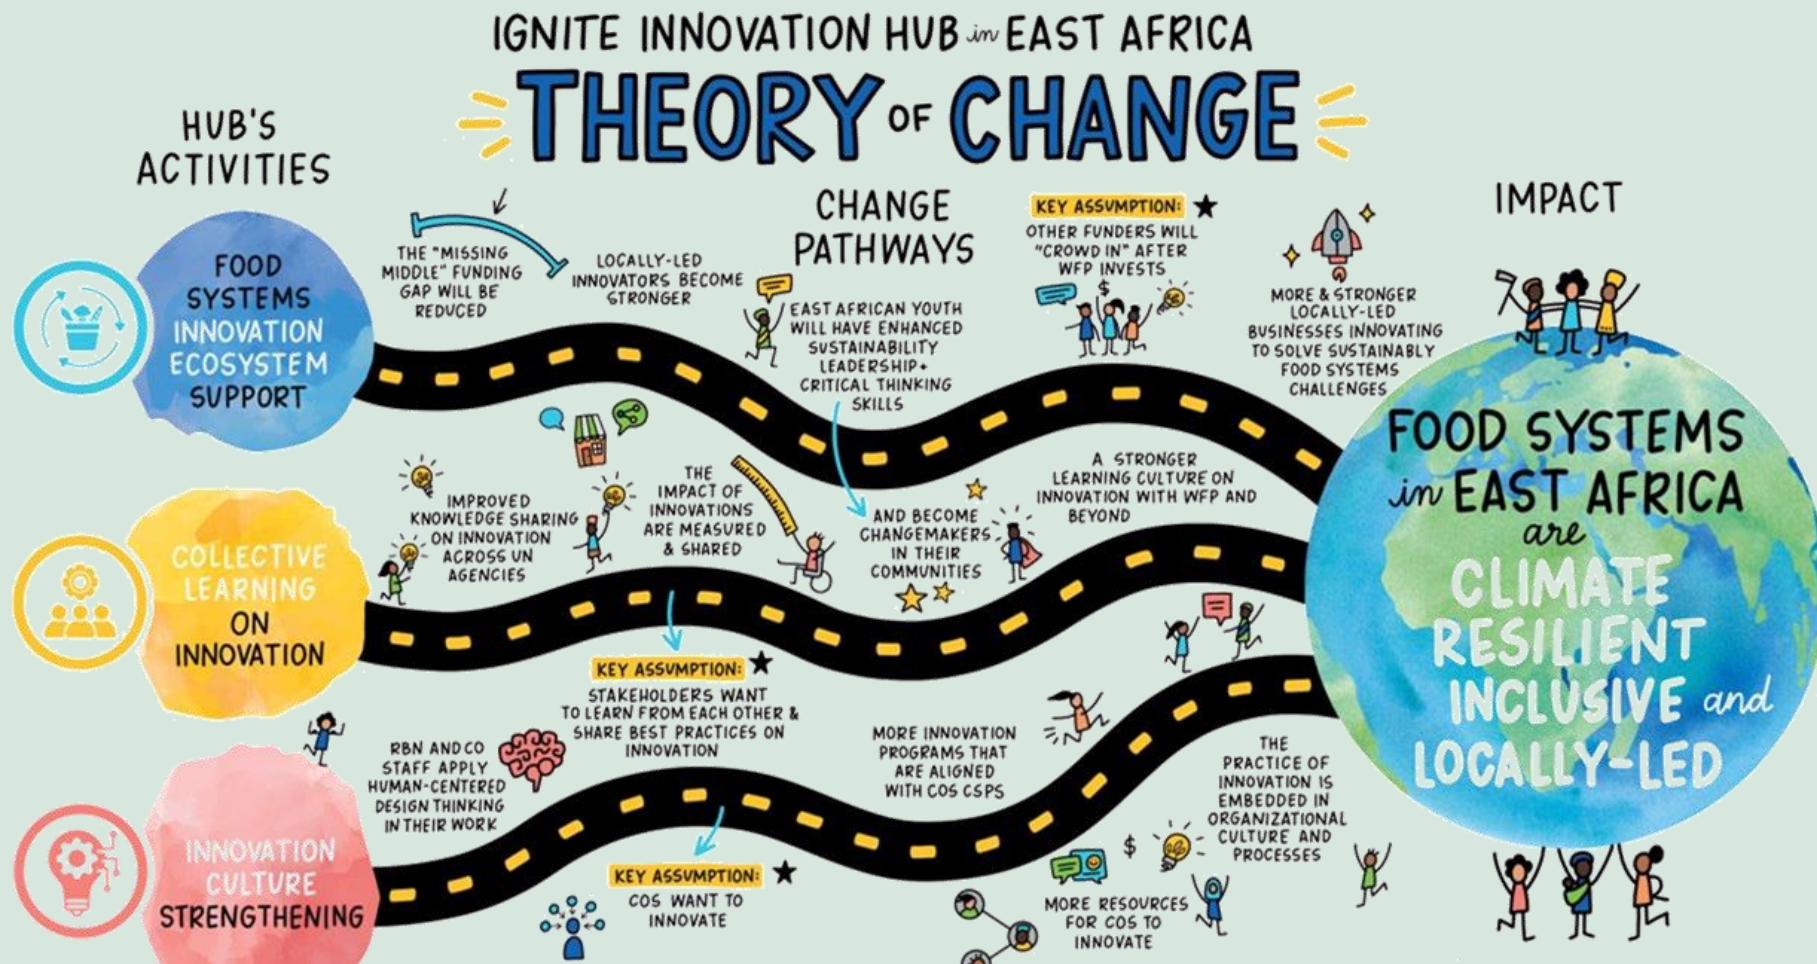 IGNITE INNOVATION HUB in EAST AFRICA
THEORY OF CHANGE
HUB'S
ACTIVITIES
CHANGE
PATHWAYS
IMPACT
FOOD
SYSTEMS
INNOVATION
ECOSYSTEM
SUPPORT
THE "MISSING
MIDDLE" FUNDING
GAP WILL BE
REDUCED
LOCALLY-LED
INNOVATORS BECOME
STRONGER
EAST AFRICAN YOUTH
WILL HAVE ENHANCED
SUSTAINABILITY
LEADERSHIP+
CRITICAL THINKING
SKILLS
KEY ASSUMPTION:
OTHER FUNDERS WILL
"CROWD IN" AFTER
WFP INVESTS
$
MORE & STRONGER
LOCALLY-LED
BUSINESSES INNOVATING
TO SOLVE SUSTAINABLY
FOOD SYSTEMS
CHALLENGES
COLLECTIVE
LEARNING
ON
INNOVATION
IMPROVED
KNOWLEDGE SHARING
ON INNOVATION
ACROSS UN
AGENCIES
THE
IMPACT OF
INNOVATIONS
ARE MEASURED
& SHARED
AND BECOME
CHANGEMAKERS
IN THEIR
COMMUNITIES
A STRONGER
LEARNING CULTURE ON
INNOVATION WITH WFP AND
BEYOND
KEY ASSUMPTION:
STAKEHOLDERS WANT
TO LEARN FROM EACH OTHER &
SHARE BEST PRACTICES ON
INNOVATION
INNOVATION
CULTURE
STRENGTHENING
RBN AND CO
STAFF APPLY
HUMAN-CENTERED
DESIGN THINKING
IN THEIR WORK
KEY ASSUMPTION:
COS WANT TO
INNOVATE
MORE INNOVATION
PROGRAMS THAT
ARE ALIGNED
WITH COS CSPS
MORE RESOURCES
FOR COS TO
INNOVATE
$
THE
PRACTICE OF
INNOVATION IS
EMBEDDED IN
ORGANIZATIONAL
CULTURE AND
PROCESSES
FOOD SYSTEMS
in EAST AFRICA
are
CLIMATE
RESILIENT
INCLUSIVE and
LOCALLY-LED